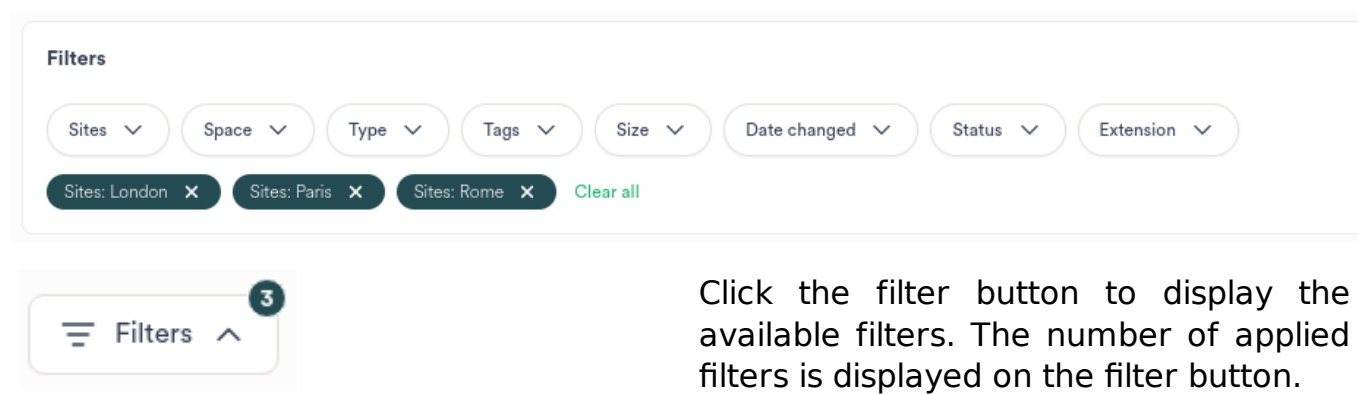 Filters
Sites Space Type Tags Size Date changed Status Extension
Sites: London Sites: Paris Sites: Rome Clear all
3
Filters
Click the filter button to display the
available filters. The number of applied
filters is displayed on the filter button.